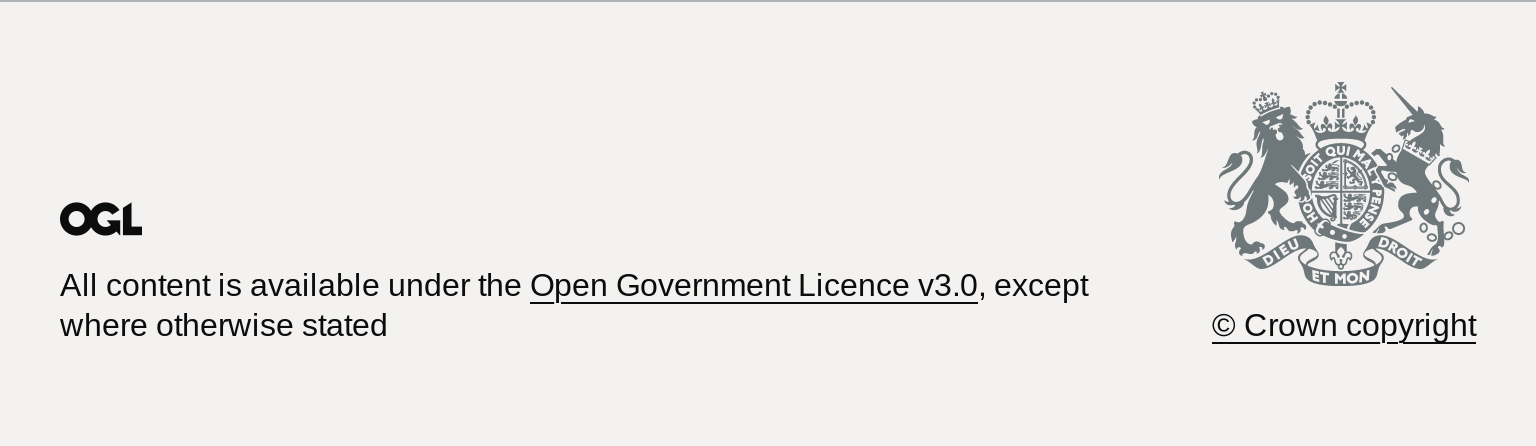 OGL
All content is available under the Open Government Licence v3.0, except
where otherwise stated
SOIT QUI MAL Y PENSE
HON
DIEU ET MON DROIT
© Crown copyright